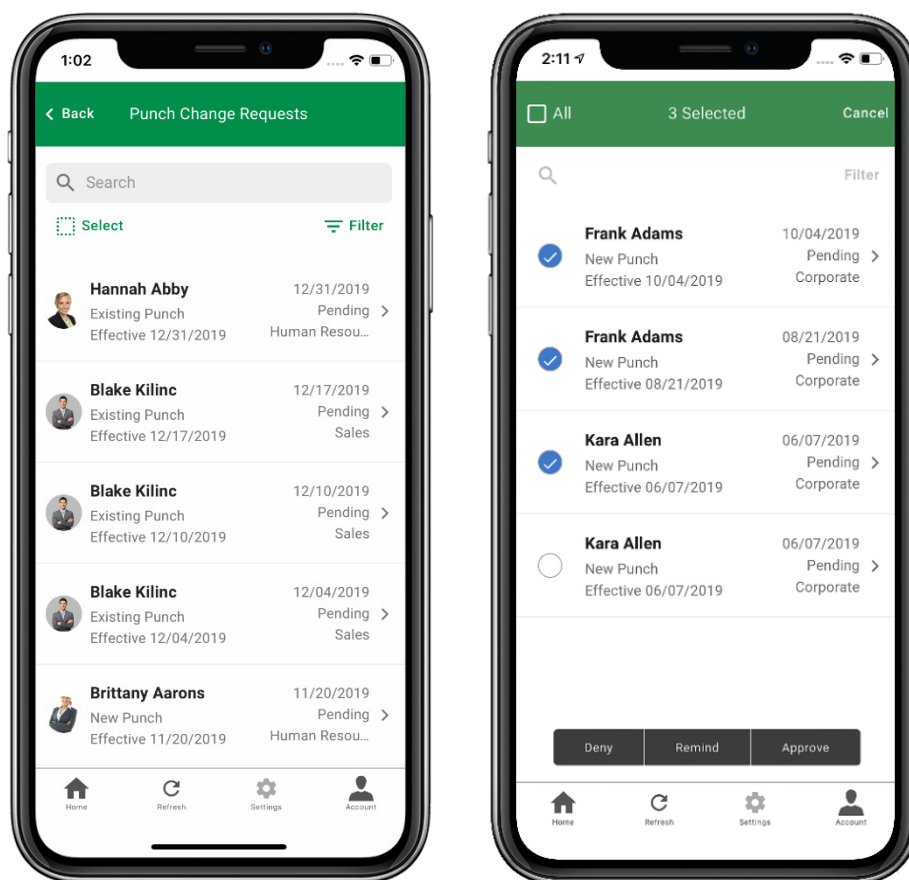 1:02
Back Punch Change Requests
Search
Select Filter
Hannah Abby 12/31/2019
Existing Punch Pending
Effective 12/31/2019 Human Resou...
Blake Kilinc 12/17/2019
Existing Punch Pending
Effective 12/17/2019 Sales
Blake Kilinc 12/10/2019
Existing Punch Pending
Effective 12/10/2019 Sales
Blake Kilinc 12/04/2019
Existing Punch Pending
Effective 12/04/2019 Sales
Brittany Aarons 11/20/2019
New Punch Pending
Effective 11/20/2019 Human Resou...
Home Refresh Settings Account
2:11
All 3 Selected Cancel
Filter
Frank Adams 10/04/2019
New Punch Pending
Effective 10/04/2019 Corporate
Frank Adams 08/21/2019
New Punch Pending
Effective 08/21/2019 Corporate
Kara Allen 06/07/2019
New Punch Pending
Effective 06/07/2019 Corporate
Kara Allen 06/07/2019
New Punch Pending
Effective 06/07/2019 Corporate
Deny Remind Approve
Home Refresh Settings Account